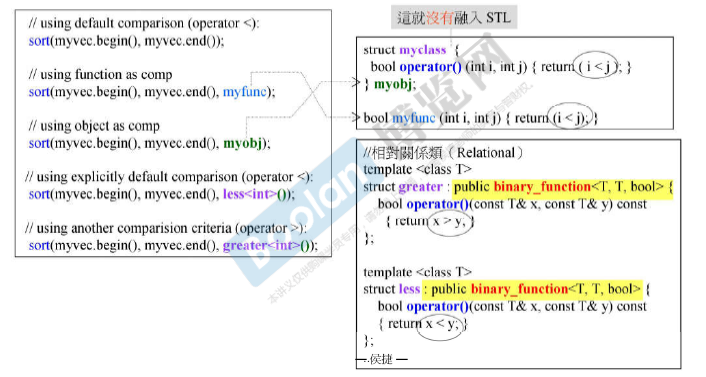 // using default comparison (operator <):
sort(myvec.begin(), myvec.end());
// using function as comp
sort(myvec.begin(), myvec.end(), myfunc);
// using object as comp
sort(myvec.begin(), myvec.end(), myobj);
// using explicitly default comparison (operator <):
sort(myvec.begin(), myvec.end(), less<int>());
// using another comparision criteria (operator >):
sort(myvec.begin(), myvec.end(), greater<int>());
這就沒有融入 STL
struct myclass {
bool operator() (int i, int j) { return ( i < j); }
} myobj;
bool myfunc (int i, int j) { return (i < j); }
//相對關係類（Relational）
template <class T>
struct greater : public binary_function<T, T, bool> {
bool operator()(const T& x, const T& y) const
{ return x > y; }
};
template <class T>
struct less : public binary_function<T, T, bool> {
bool operator()(const T& x, const T& y) const
{ return x < y; }
};
— 侯捷 —
boolan
博览网